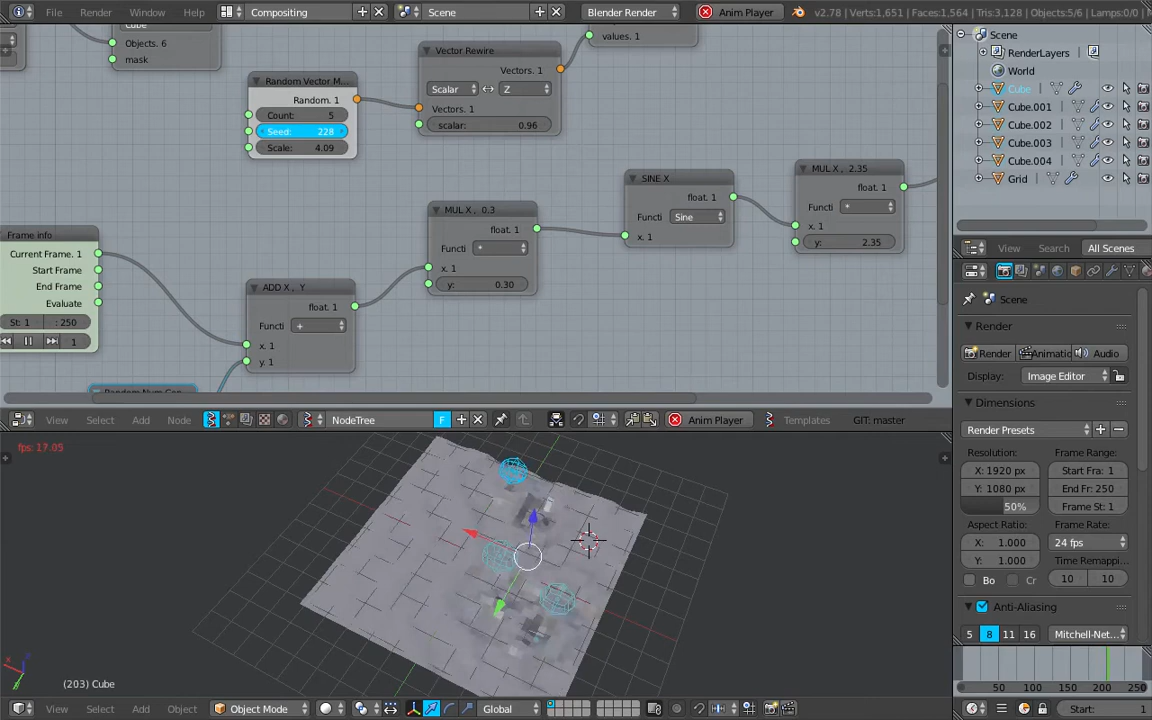 File
Render
Window
Help
Compositing
Scene
Blender Render
Anim Player
v2.78 | Verts:1,651 | Faces:1,564 | Tris:3,128 | Objects:5/6 | Lamps:0/0
Objects. 6
mask
Random Vector M...
Random. 1
Count: 5
Seed: 228
Scale: 4.09
Vector Rewire
Vectors. 1
Scalar
Z
Vectors. 1
scalar: 0.96
values. 1
Frame info
Current Frame. 1
Start Frame
End Frame
Evaluate
St: 1 : 250
1
ADD X , Y
float. 1
Functi +
x. 1
y. 1
MUL X , 0.3
float. 1
Functi *
x. 1
y: 0.30
SINE X
float. 1
Functi Sine
x. 1
MUL X , 2.35
float. 1
Functi *
x. 1
y: 2.35
View
Select
Add
Node
NodeTree
F
Anim Player
Templates
GIT: master
fps: 17.05
(203) Cube
View
Select
Add
Object
Object Mode
Global
Scene
RenderLayers
World
Cube
Cube.001
Cube.002
Cube.003
Cube.004
Grid
View
Search
All Scenes
Scene
Render
Render
Animatio
Audio
Display:
Image Editor
Dimensions
Render Presets
Resolution:
X: 1920 px
Y: 1080 px
50%
Frame Range:
Start Fra: 1
End Fr: 250
Frame St: 1
Aspect Ratio:
X: 1.000
Y: 1.000
Bo
Cr
Frame Rate:
24 fps
Time Remapping
10
10
Anti-Aliasing
5
8
11
16
Mitchell-Net...
50
100
150
200
250
Start: 1